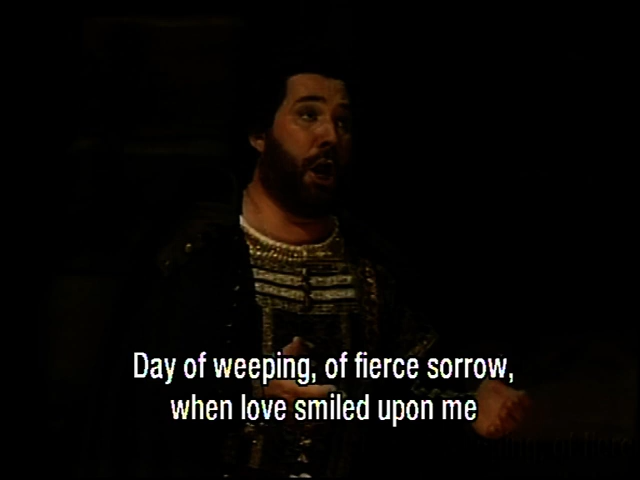 Day of weeping, of fierce sorrow,
when love smiled upon me